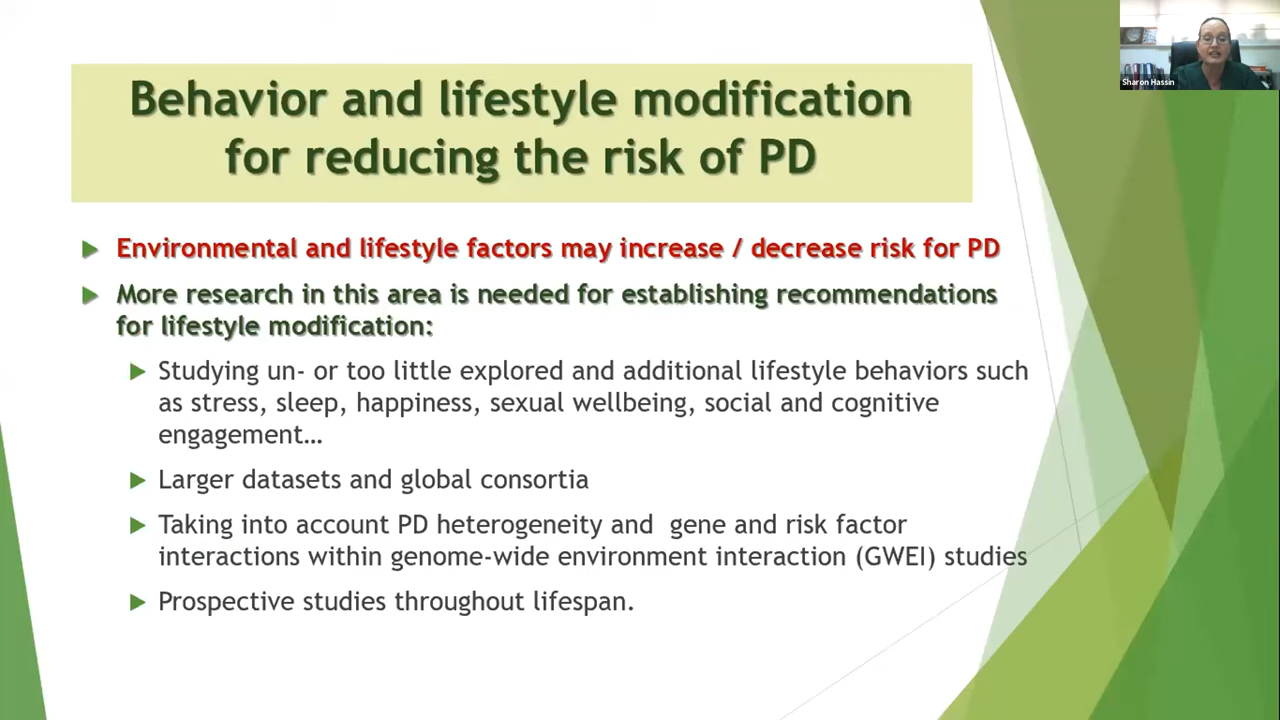 Behavior and lifestyle modification
for reducing the risk of PD
Sharon Hassin
Environmental and lifestyle factors may increase / decrease risk for PD
More research in this area is needed for establishing recommendations
for lifestyle modification:
Studying un- or too little explored and additional lifestyle behaviors such
as stress, sleep, happiness, sexual wellbeing, social and cognitive
engagement…
Larger datasets and global consortia
Taking into account PD heterogeneity and  gene and risk factor
interactions within genome-wide environment interaction (GWEI) studies
Prospective studies throughout lifespan.